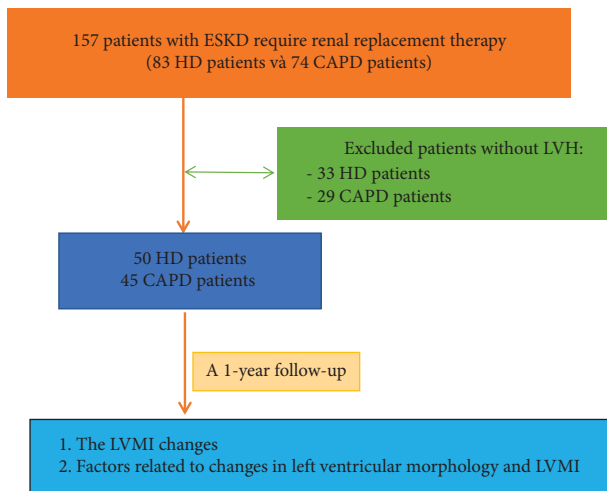 157 patients with ESKD require renal replacement therapy
(83 HD patients và 74 CAPD patients)
Excluded patients without LVH:
- 33 HD patients
- 29 CAPD patients
50 HD patients
45 CAPD patients
A 1-year follow-up
1. The LVMI changes
2. Factors related to changes in left ventricular morphology and LVMI